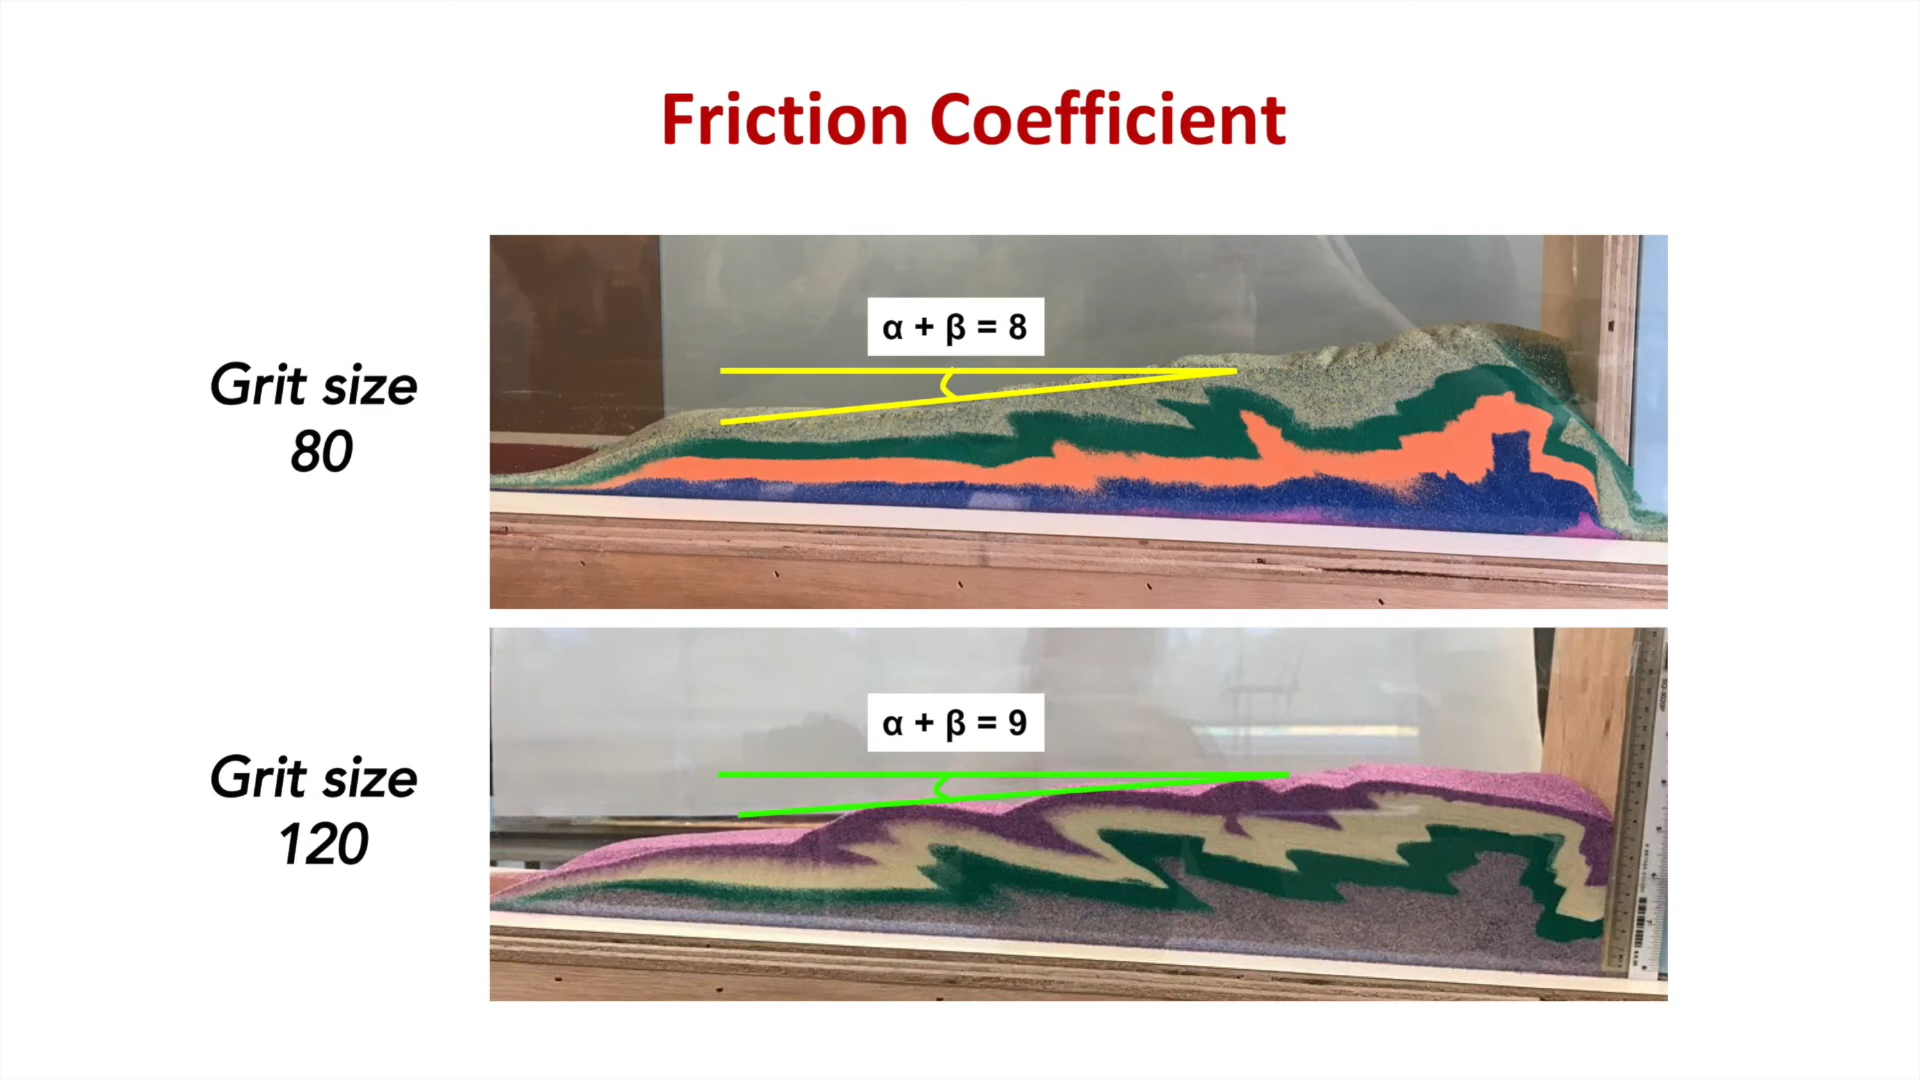 Friction Coefficient
Grit size
80
α + β = 8
Grit size
120
α + β = 9